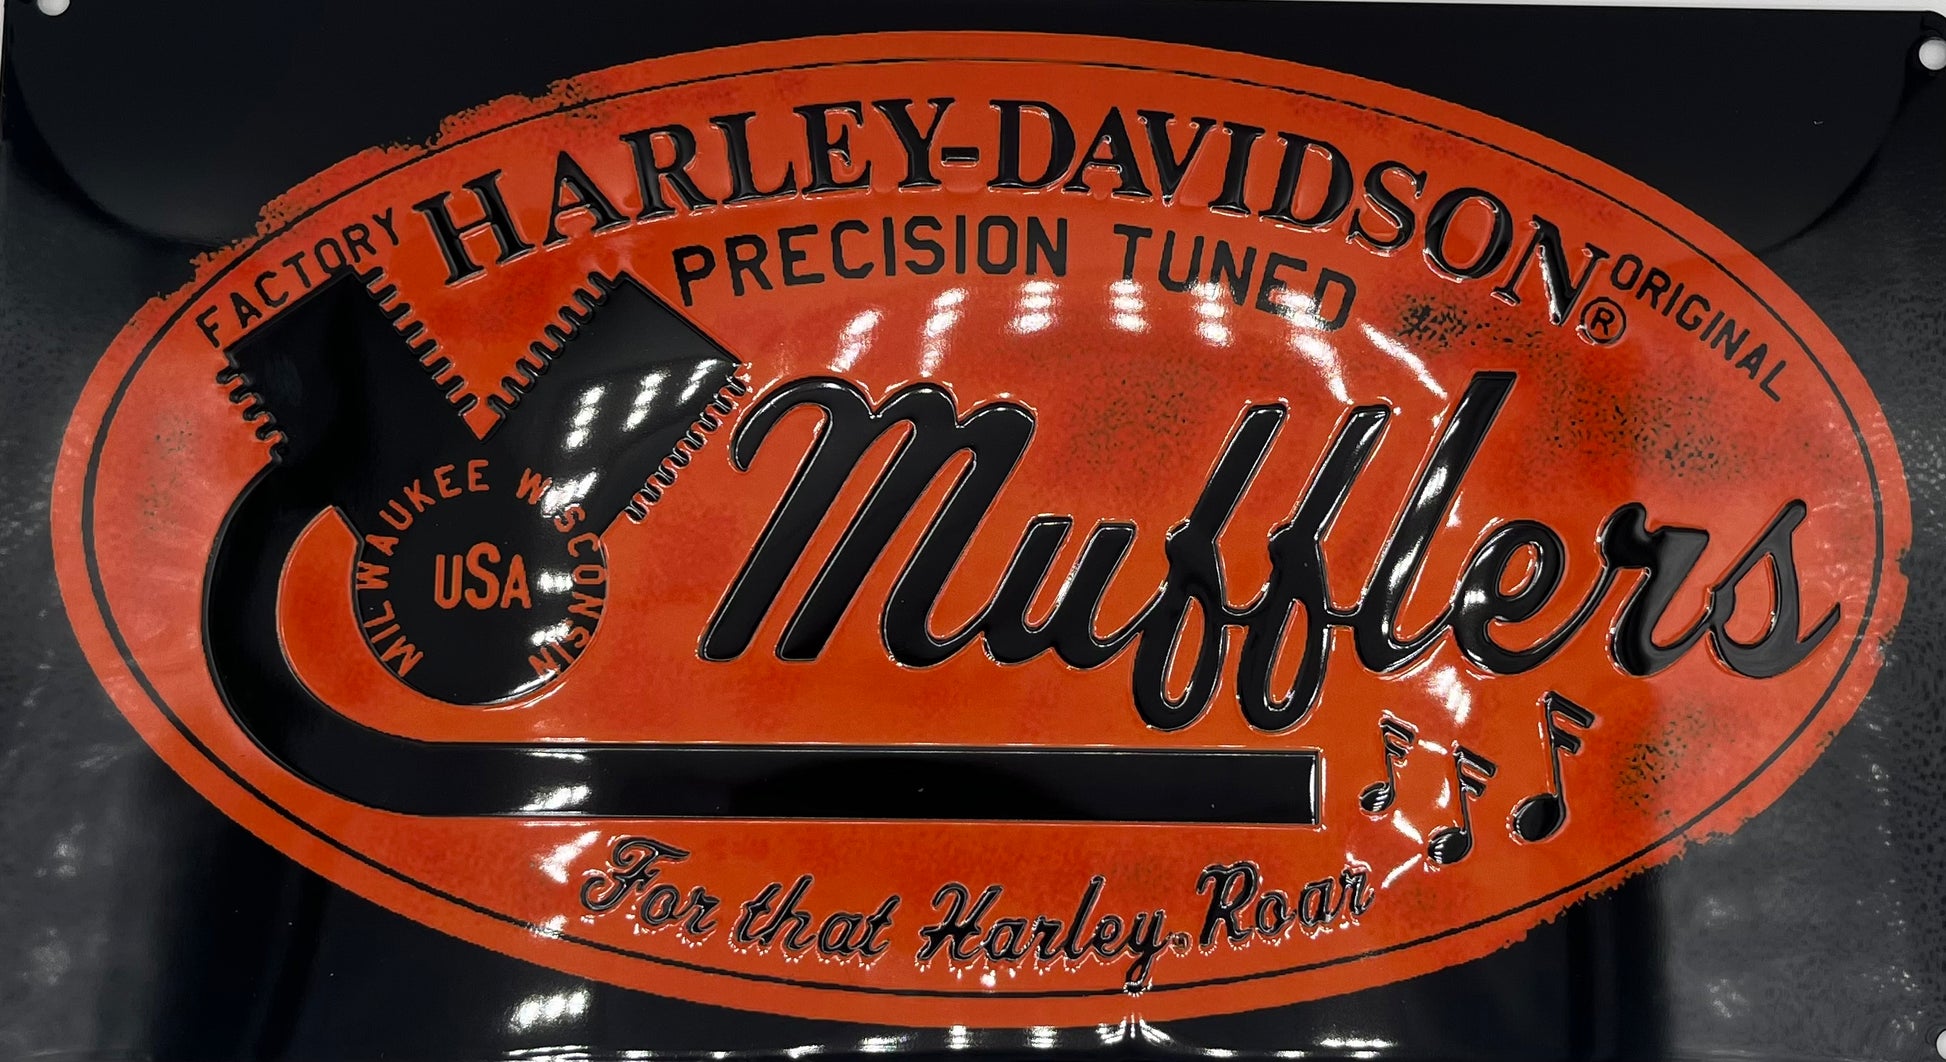 HARLEY-DAVIDSON®
FACTORY
ORIGINAL
PRECISION TUNED
Mufflers
MILWAUKEE WISCONSIN
USA
For that Harley Roar